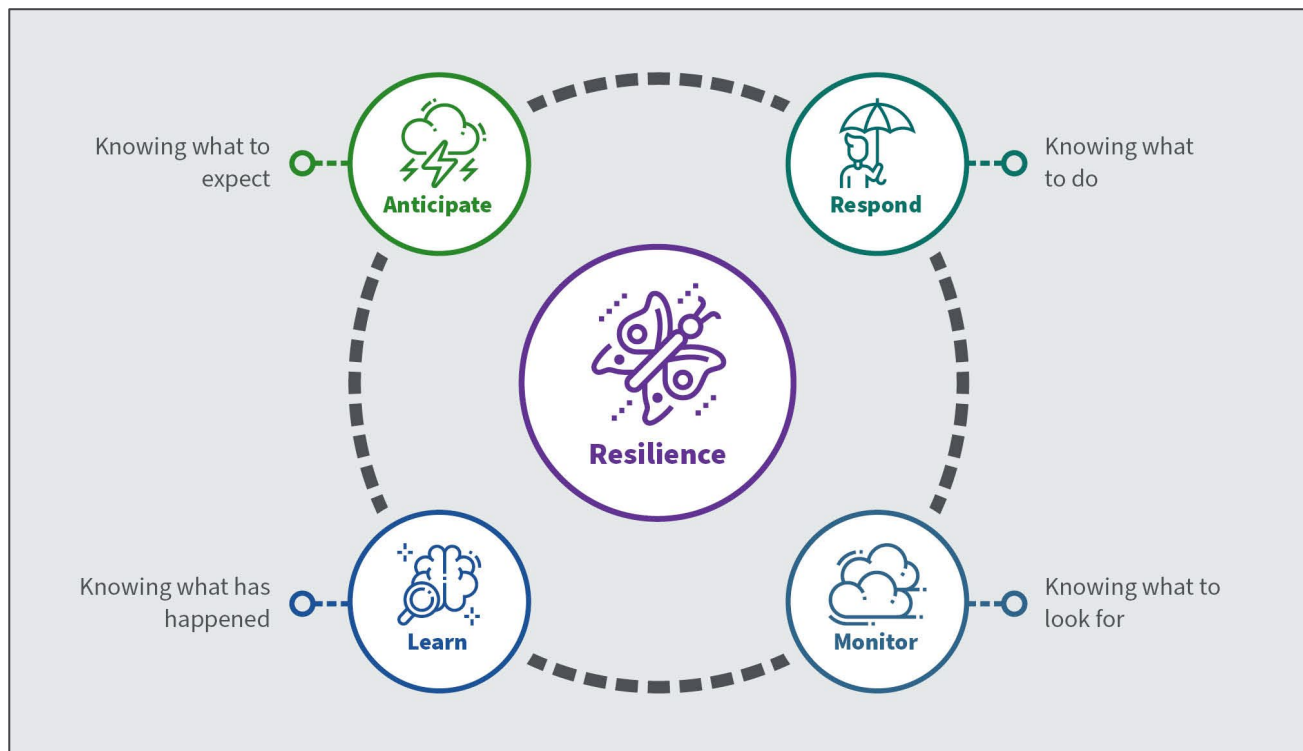 Knowing what to
expect
Anticipate
Respond
Knowing what
to do
Resilience
Knowing what has
happened
Learn
Monitor
Knowing what to
look for